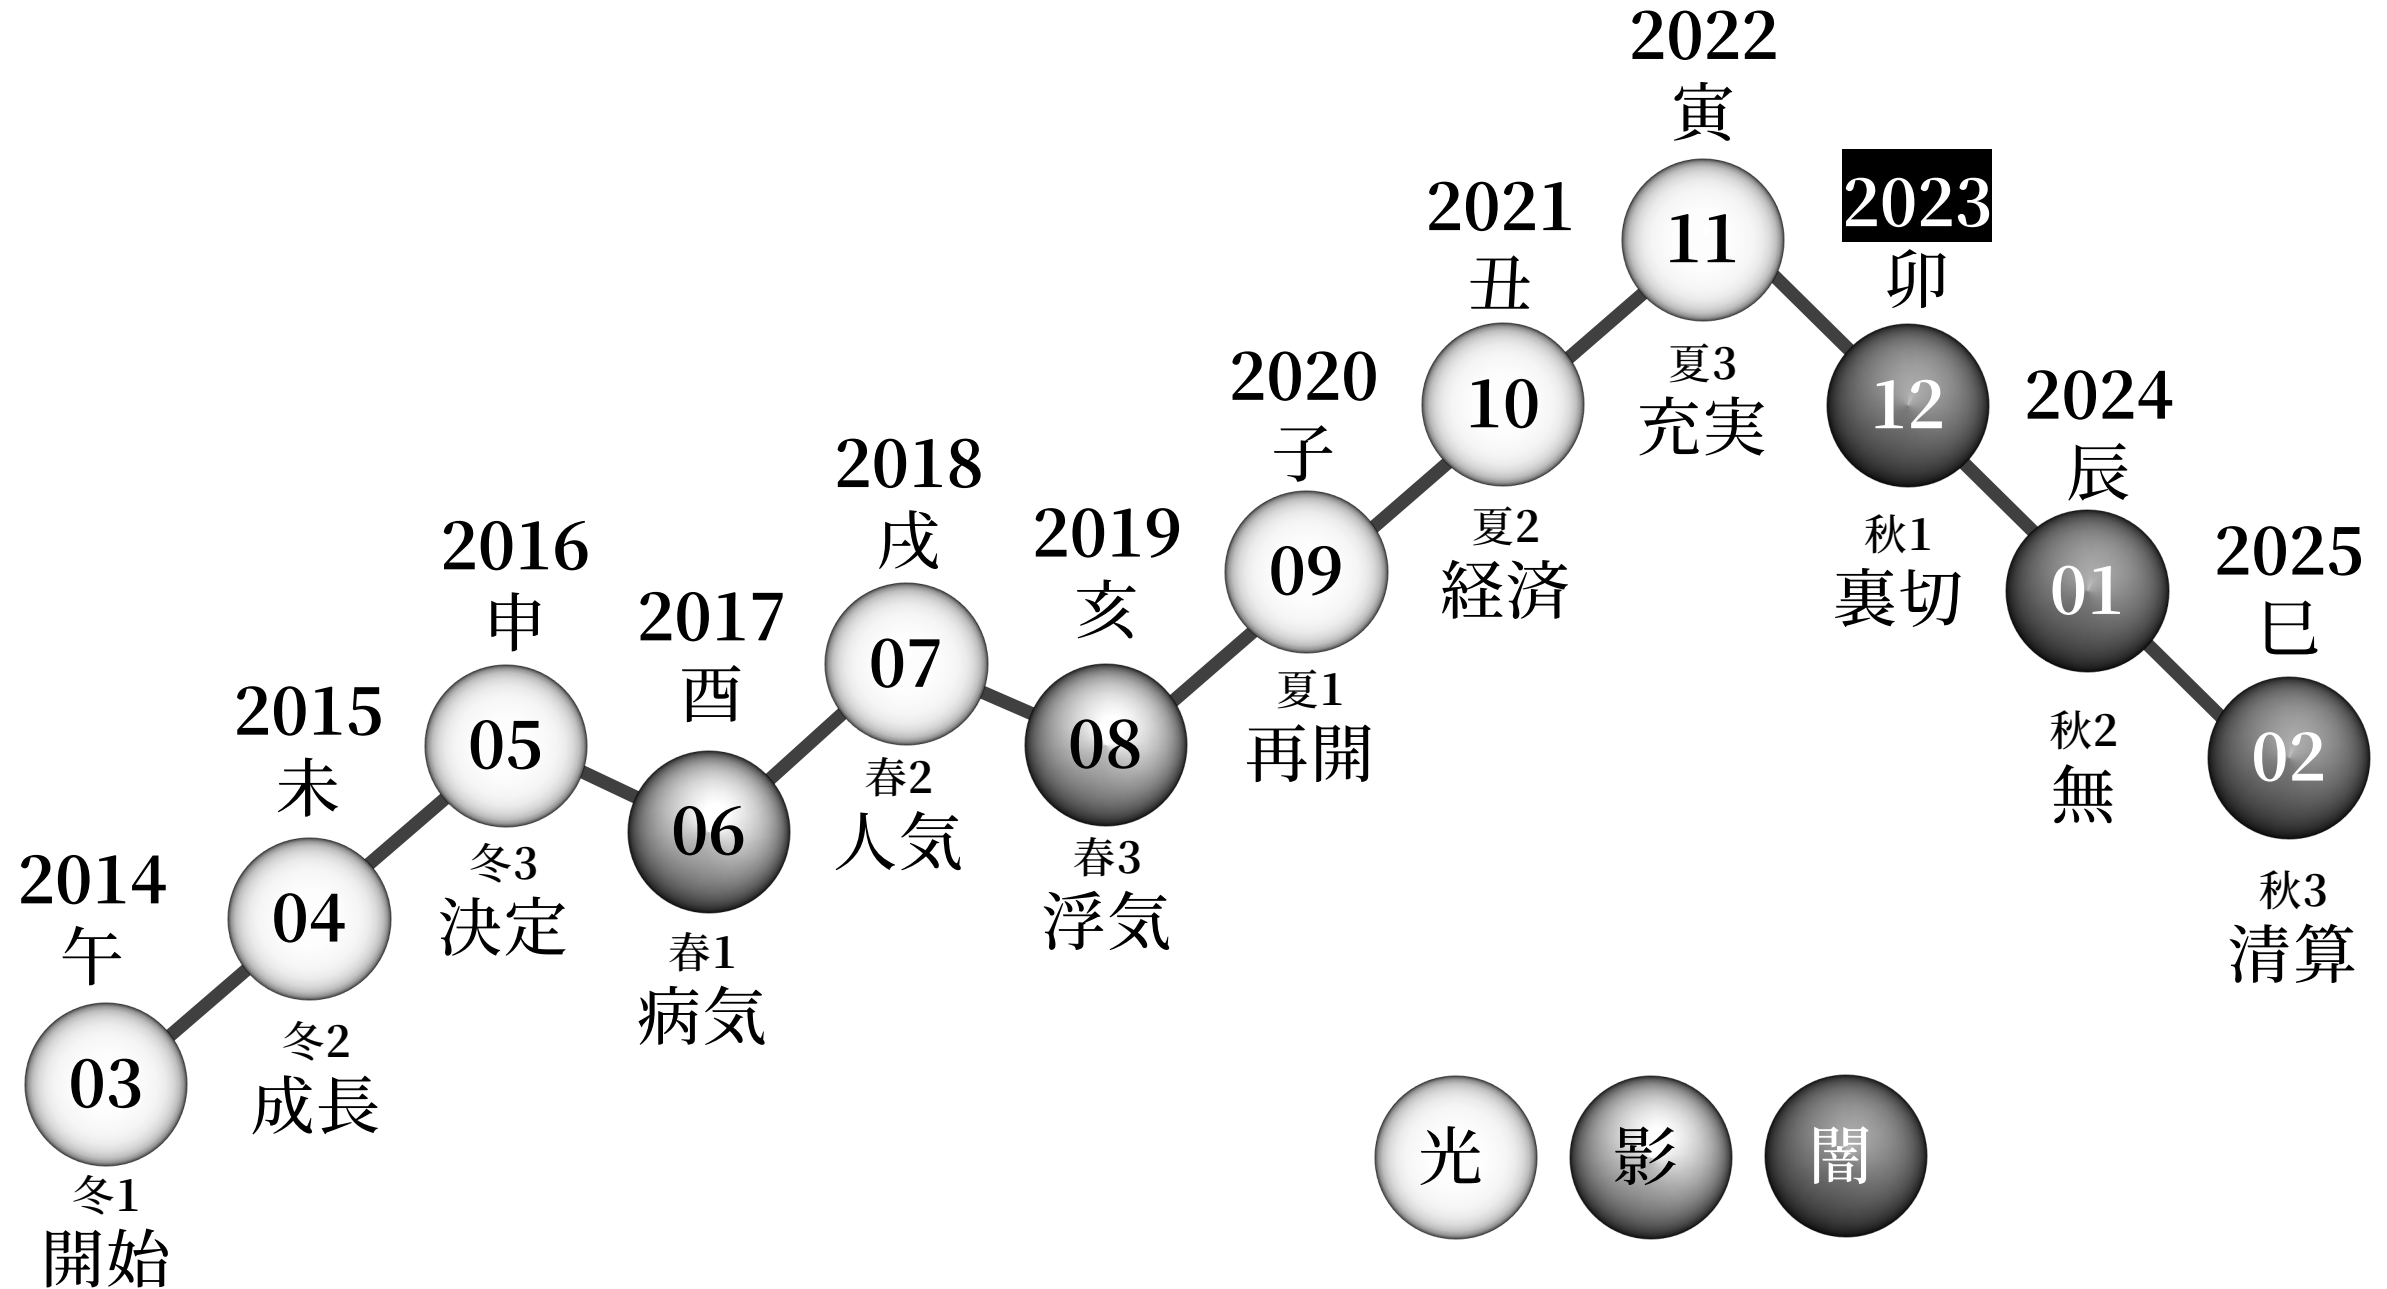 2014
午
03
冬1
開始
2015
未
04
冬2
成長
2016
申
05
冬3
決定
2017
酉
06
春1
病気
2018
戌
07
春2
人気
2019
亥
08
春3
浮気
2020
子
09
夏1
再開
2021
丑
10
夏2
経済
2022
寅
11
夏3
充実
2023
卯
12
秋1
裏切
2024
辰
01
秋2
無
2025
巳
02
秋3
清算
光 影 闇